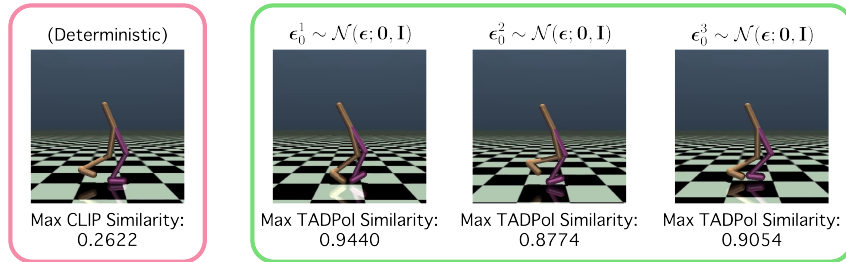 (Deterministic)
Max CLIP Similarity:
0.2622
ϵ₀¹ ∼ 𝒩(ϵ; 0, I)
Max TADPol Similarity:
0.9440
ϵ₀² ∼ 𝒩(ϵ; 0, I)
Max TADPol Similarity:
0.8774
ϵ₀³ ∼ 𝒩(ϵ; 0, I)
Max TADPol Similarity:
0.9054